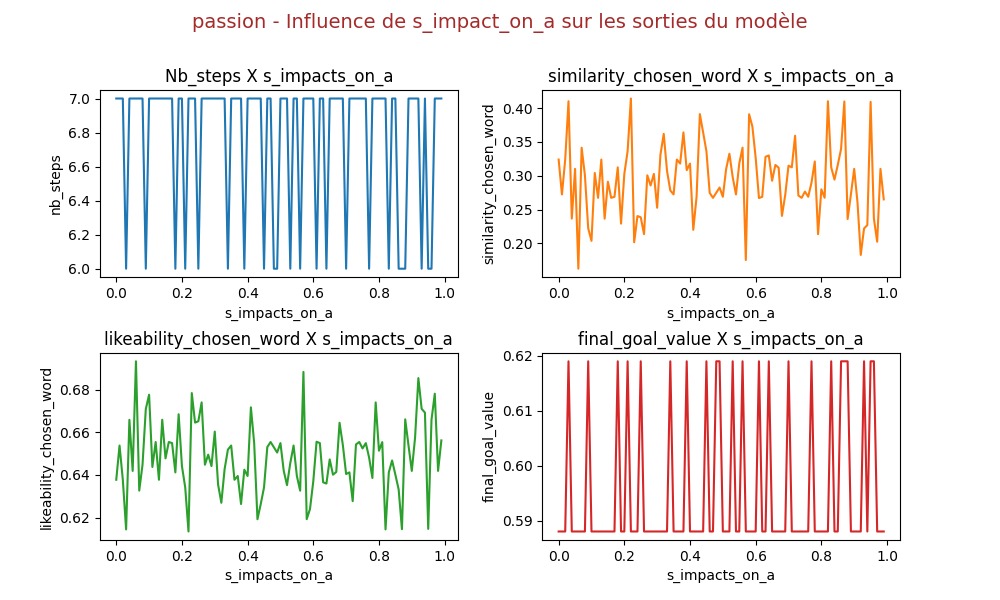 passion - Influence de s_impact_on_a sur les sorties du modèle
Nb_steps X s_impacts_on_a
nb_steps
7.0
6.8
6.6
6.4
6.2
6.0
0.0 0.2 0.4 0.6 0.8 1.0
s_impacts_on_a
similarity_chosen_word X s_impacts_on_a
similarity_chosen_word
0.40
0.35
0.30
0.25
0.20
0.0 0.2 0.4 0.6 0.8 1.0
s_impacts_on_a
likeability_chosen_word X s_impacts_on_a
likeability_chosen_word
0.68
0.66
0.64
0.62
0.0 0.2 0.4 0.6 0.8 1.0
s_impacts_on_a
final_goal_value X s_impacts_on_a
final_goal_value
0.62
0.61
0.60
0.59
0.0 0.2 0.4 0.6 0.8 1.0
s_impacts_on_a